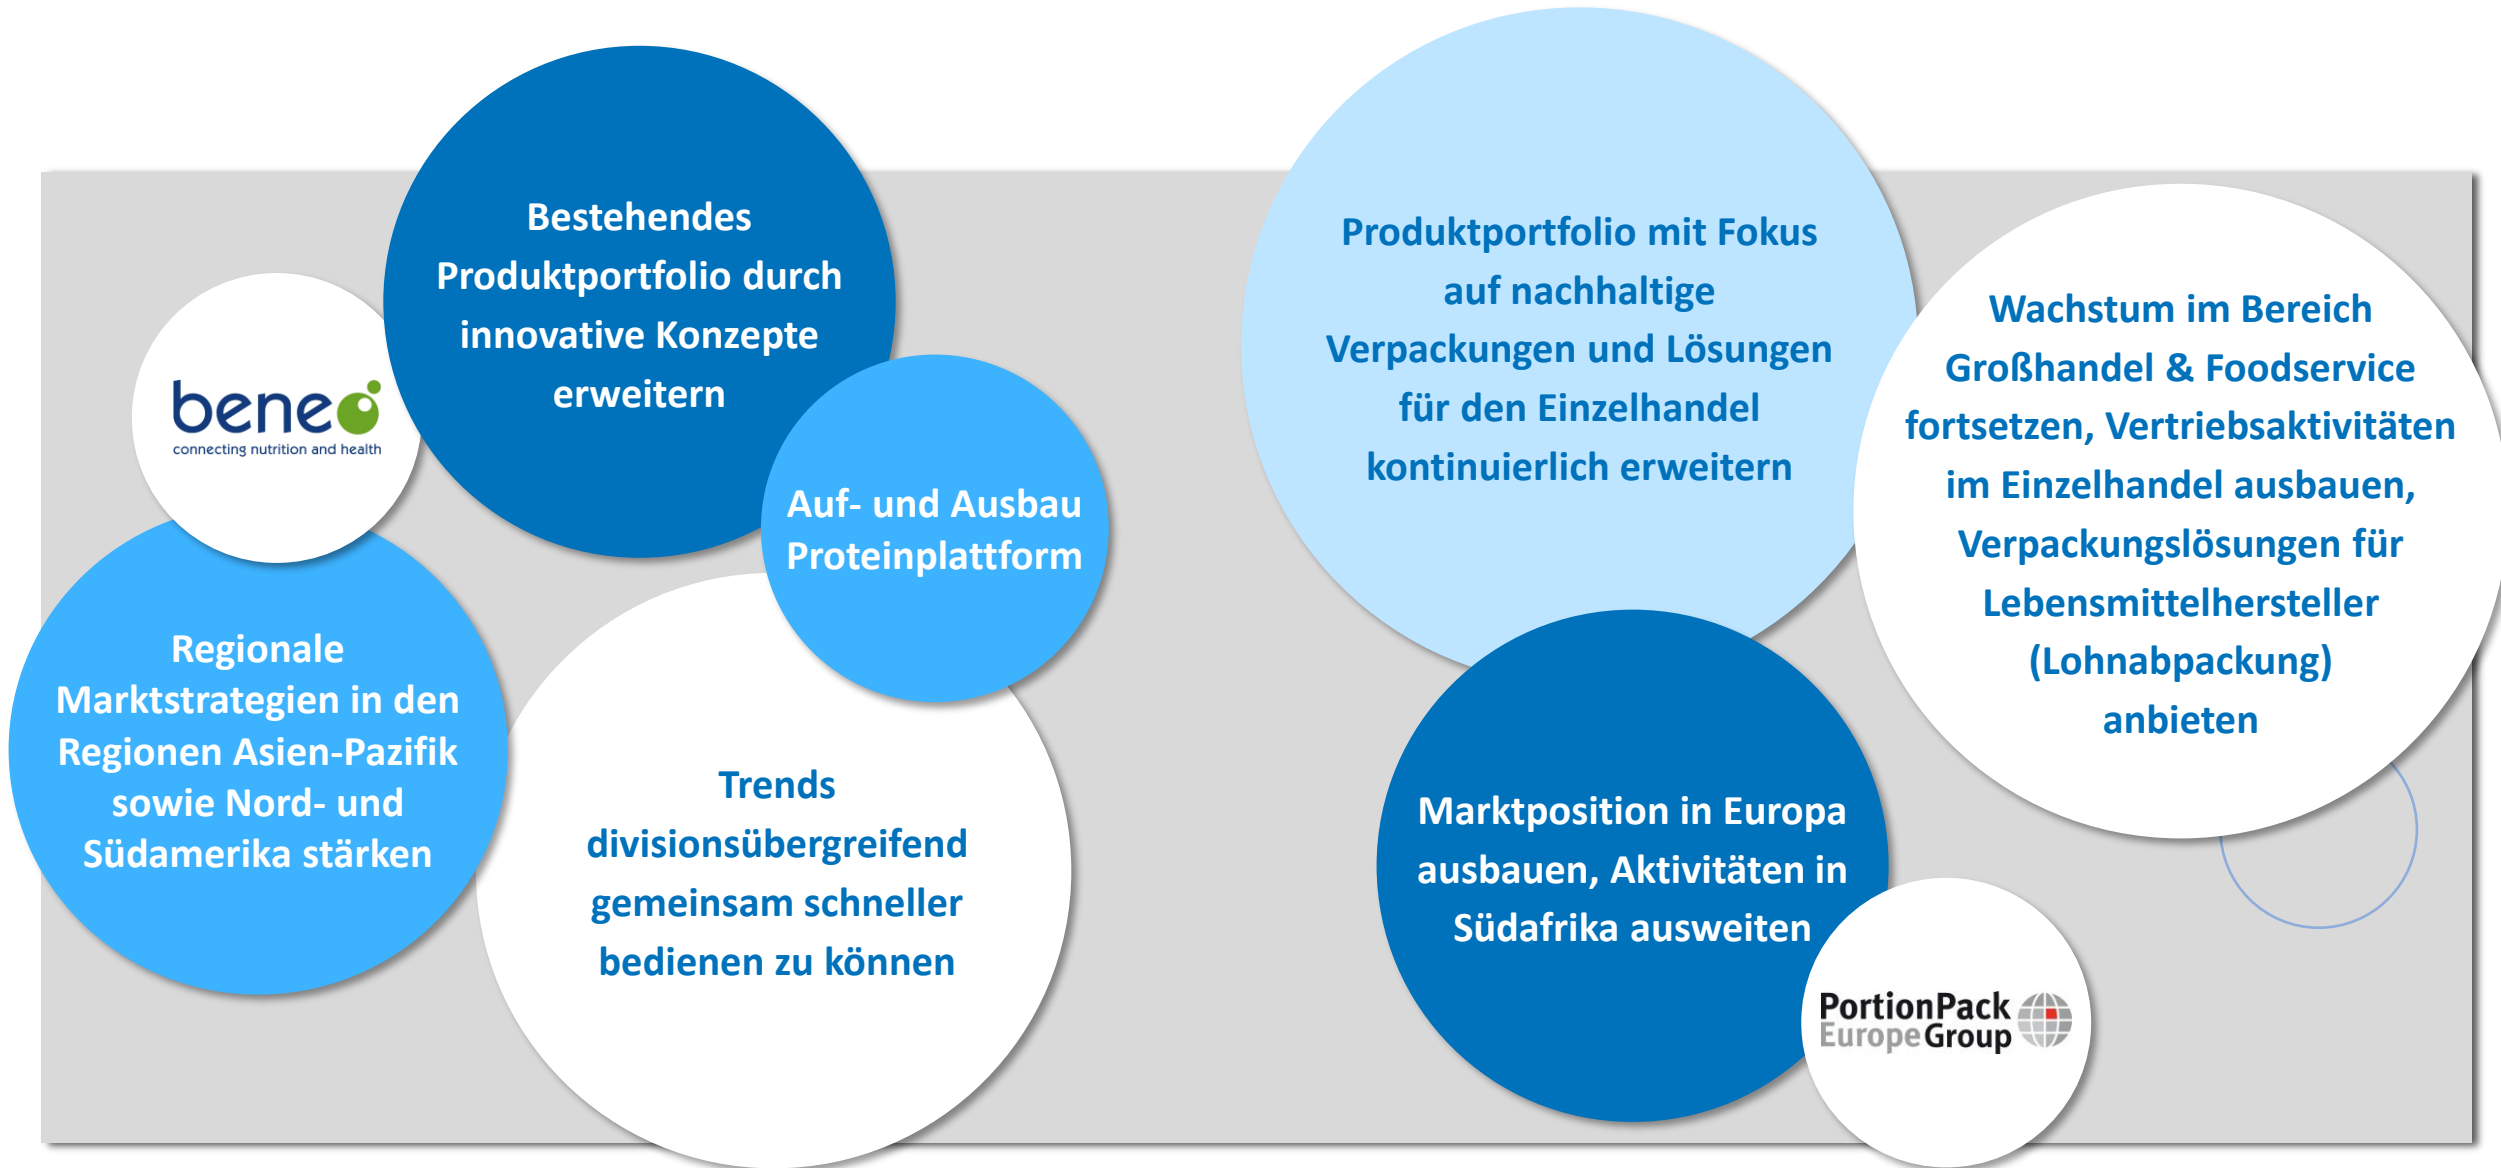 Bestehendes
Produktportfolio durch
innovative Konzepte
erweitern
beneo
connecting nutrition and health
Auf- und Ausbau
Proteinplattform
Regionale
Marktstrategien in den
Regionen Asien-Pazifik
sowie Nord- und
Südamerika stärken
Trends
divisionsübergreifend
gemeinsam schneller
bedienen zu können
Produktportfolio mit Fokus
auf nachhaltige
Verpackungen und Lösungen
für den Einzelhandel
kontinuierlich erweitern
Wachstum im Bereich
Großhandel & Foodservice
fortsetzen, Vertriebsaktivitäten
im Einzelhandel ausbauen,
Verpackungslösungen für
Lebensmittelhersteller
(Lohnabpackung)
anbieten
Marktposition in Europa
ausbauen, Aktivitäten in
Südafrika ausweiten
PortionPack
Europe Group